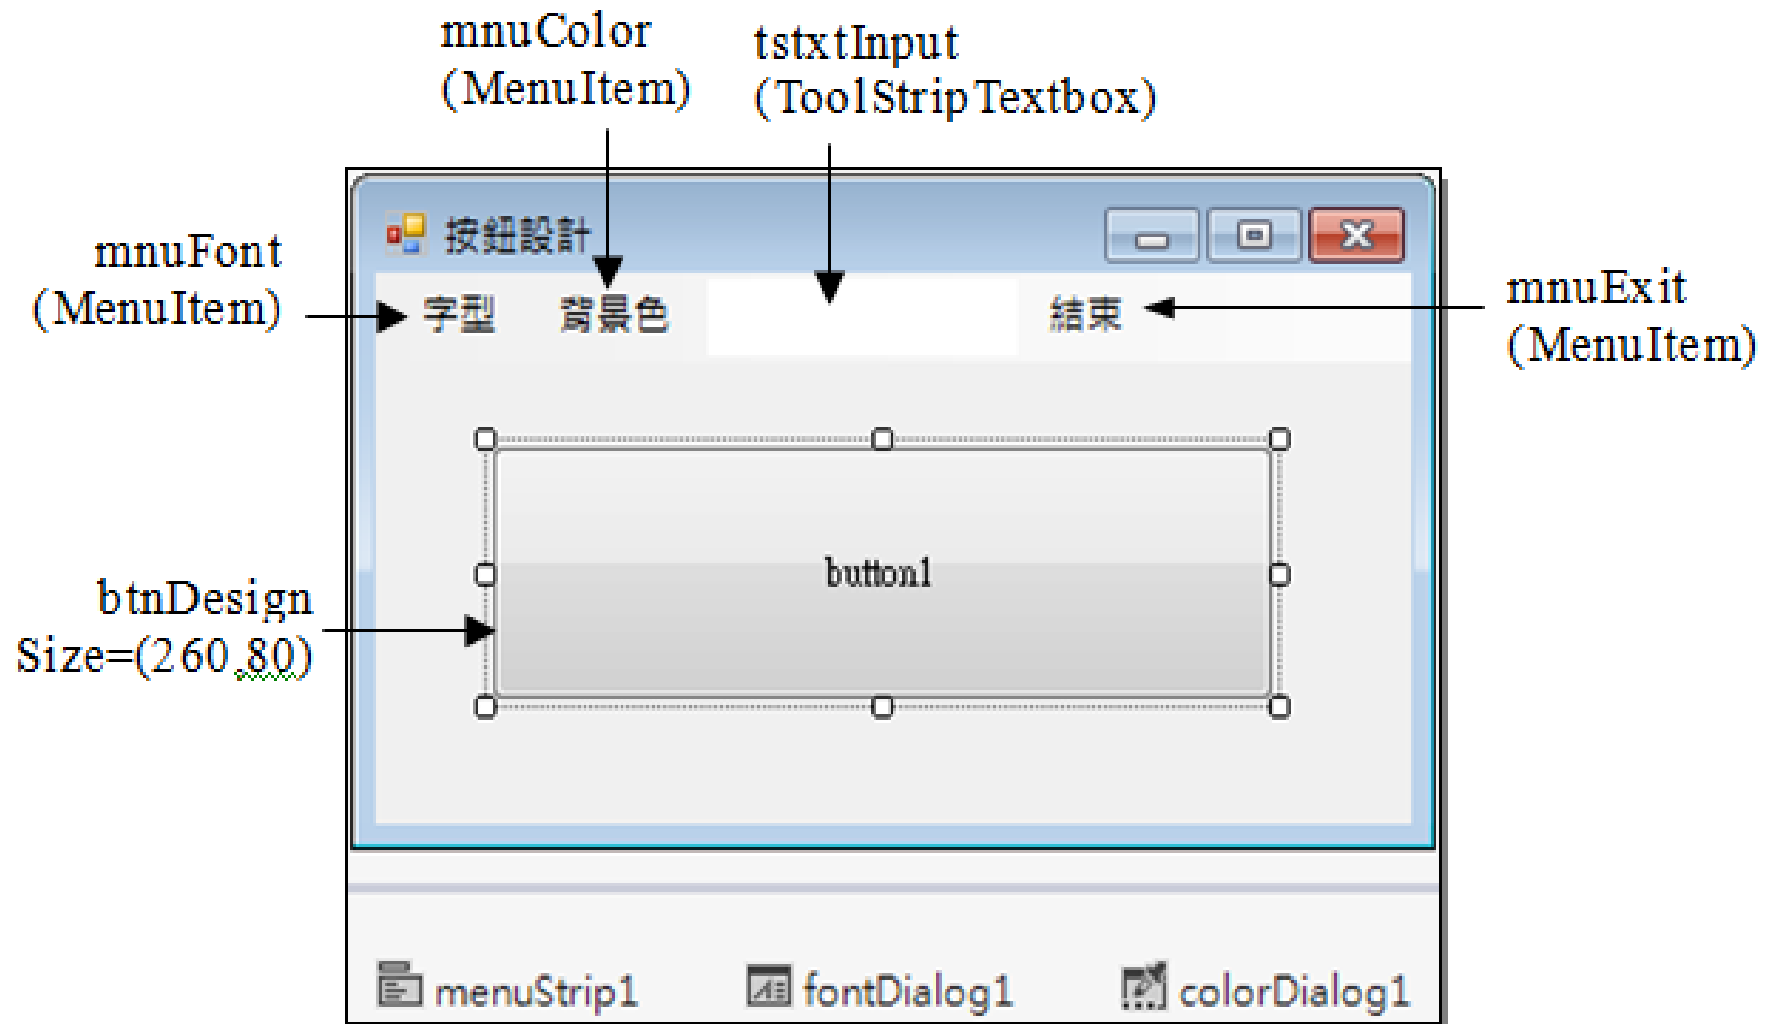 mnuColor
(MenuItem)
tstxtInput
(ToolStripTextbox)
mnuFont
(MenuItem)
按鈕設計
字型 背景色 結束
mnuExit
(MenuItem)
button1
btnDesign
Size=(260,80)
menuStrip1 fontDialog1 colorDialog1